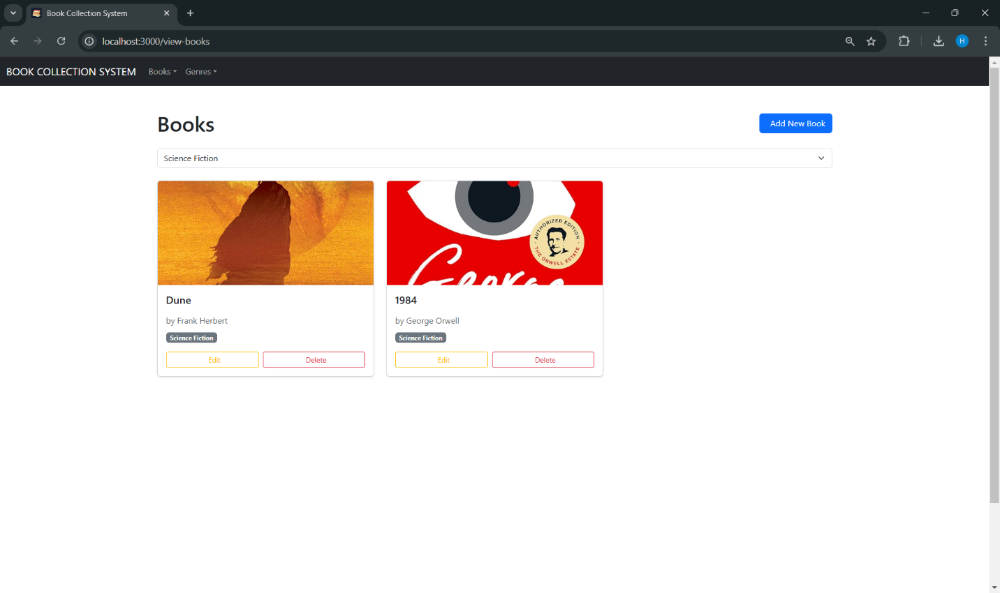 Book Collection System
localhost:3000/view-books
H
BOOK COLLECTION SYSTEM Books Genres
Books
Add New Book
Science Fiction
AUTHORIZED EDITION
THE ORWELL ESTATE
George
Dune
by Frank Herbert
Science Fiction
Edit Delete
1984
by George Orwell
Science Fiction
Edit Delete